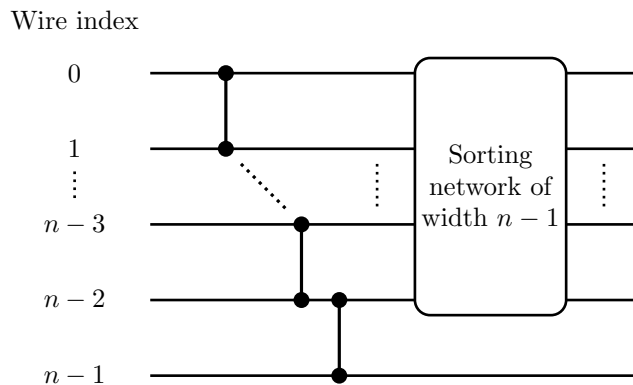 Wire index
0
1
n − 3
n − 2
n − 1
Sorting
network of
width n − 1